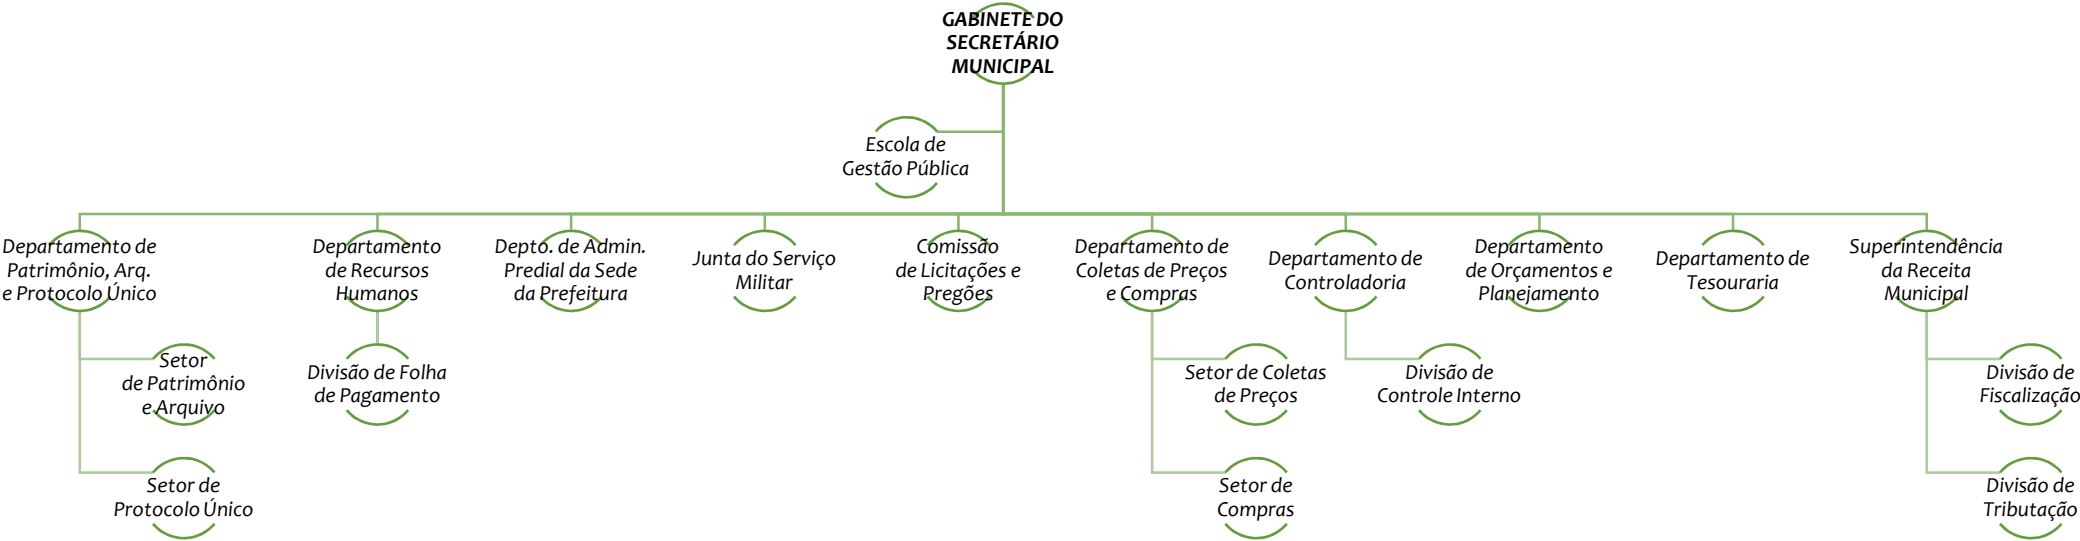 GABINETE DO
SECRETÁRIO
MUNICIPAL
Escola de
Gestão Pública
Departamento de
Patrimônio, Arq.
e Protocolo Único
Departamento
de Recursos
Humanos
Depto. de Admin.
Predial da Sede
da Prefeitura
Junta do Serviço
Militar
Comissão
de Licitações e
Pregões
Departamento de
Coletas de Preços
e Compras
Departamento de
Controladoria
Departamento
de Orçamentos e
Planejamento
Departamento de
Tesouraria
Superintendência
da Receita
Municipal
Setor
de Patrimônio
e Arquivo
Divisão de Folha
de Pagamento
Setor de Coletas
de Preços
Divisão de
Controle Interno
Divisão de
Fiscalização
Setor de
Protocolo Único
Setor de
Compras
Divisão de
Tributação